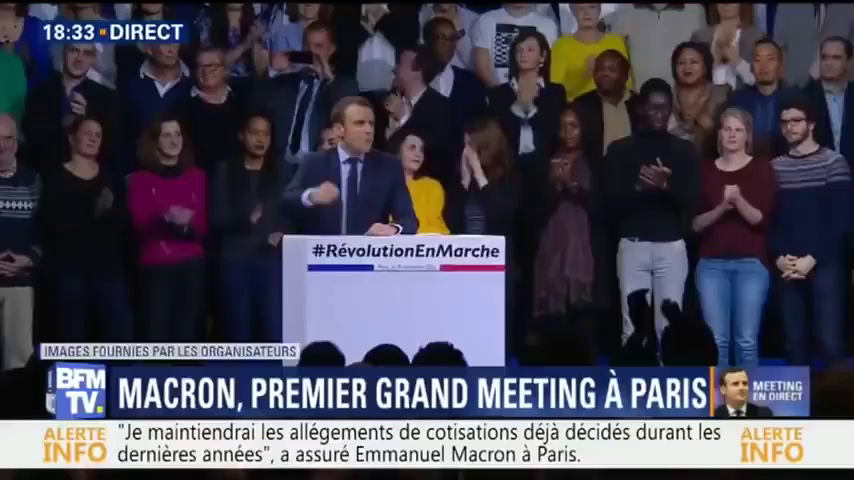 18:33 DIRECT
#RévolutionEnMarche
IMAGES FOURNIES PAR LES ORGANISATEURS
BFM
TV.
MACRON, PREMIER GRAND MEETING À PARIS
MEETING
EN DIRECT
ALERTE
INFO
"Je maintiendrai les allégements de cotisations déjà décidés durant les
dernières années", a assuré Emmanuel Macron à Paris.
ALERTE
INFO